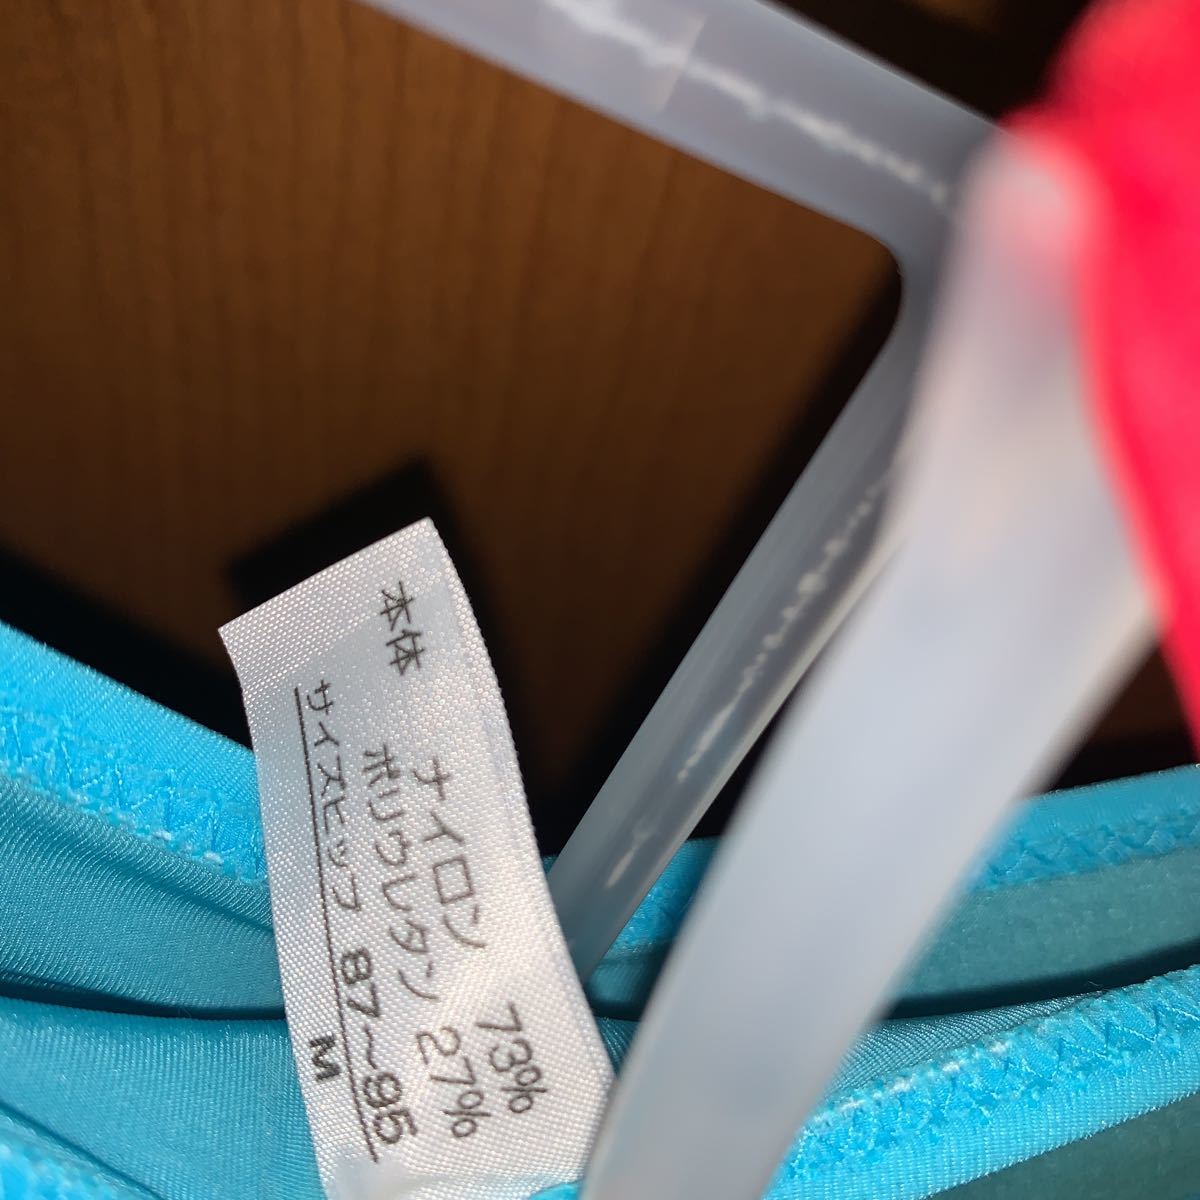 本体
ナイロン 73%
ポリウレタン 27%
サイズヒップ 87~95
M